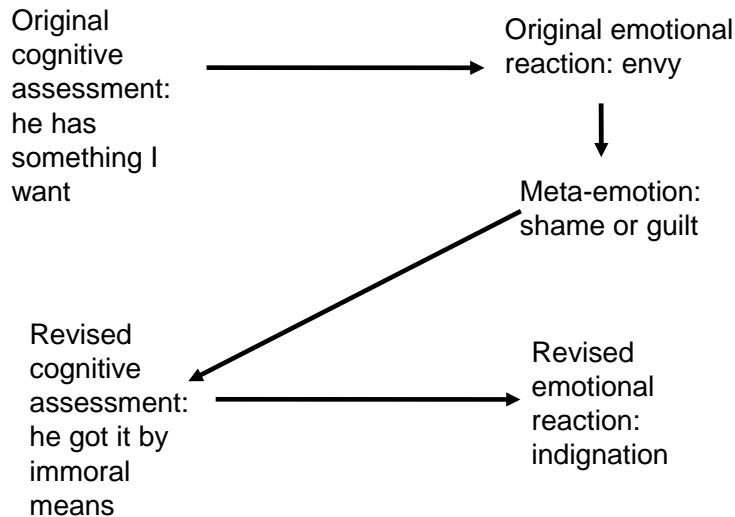 Original
cognitive
assessment:
he has
something I
want
Original emotional
reaction: envy
Meta-emotion:
shame or guilt
Revised
cognitive
assessment:
he got it by
immoral
means
Revised
emotional
reaction:
indignation